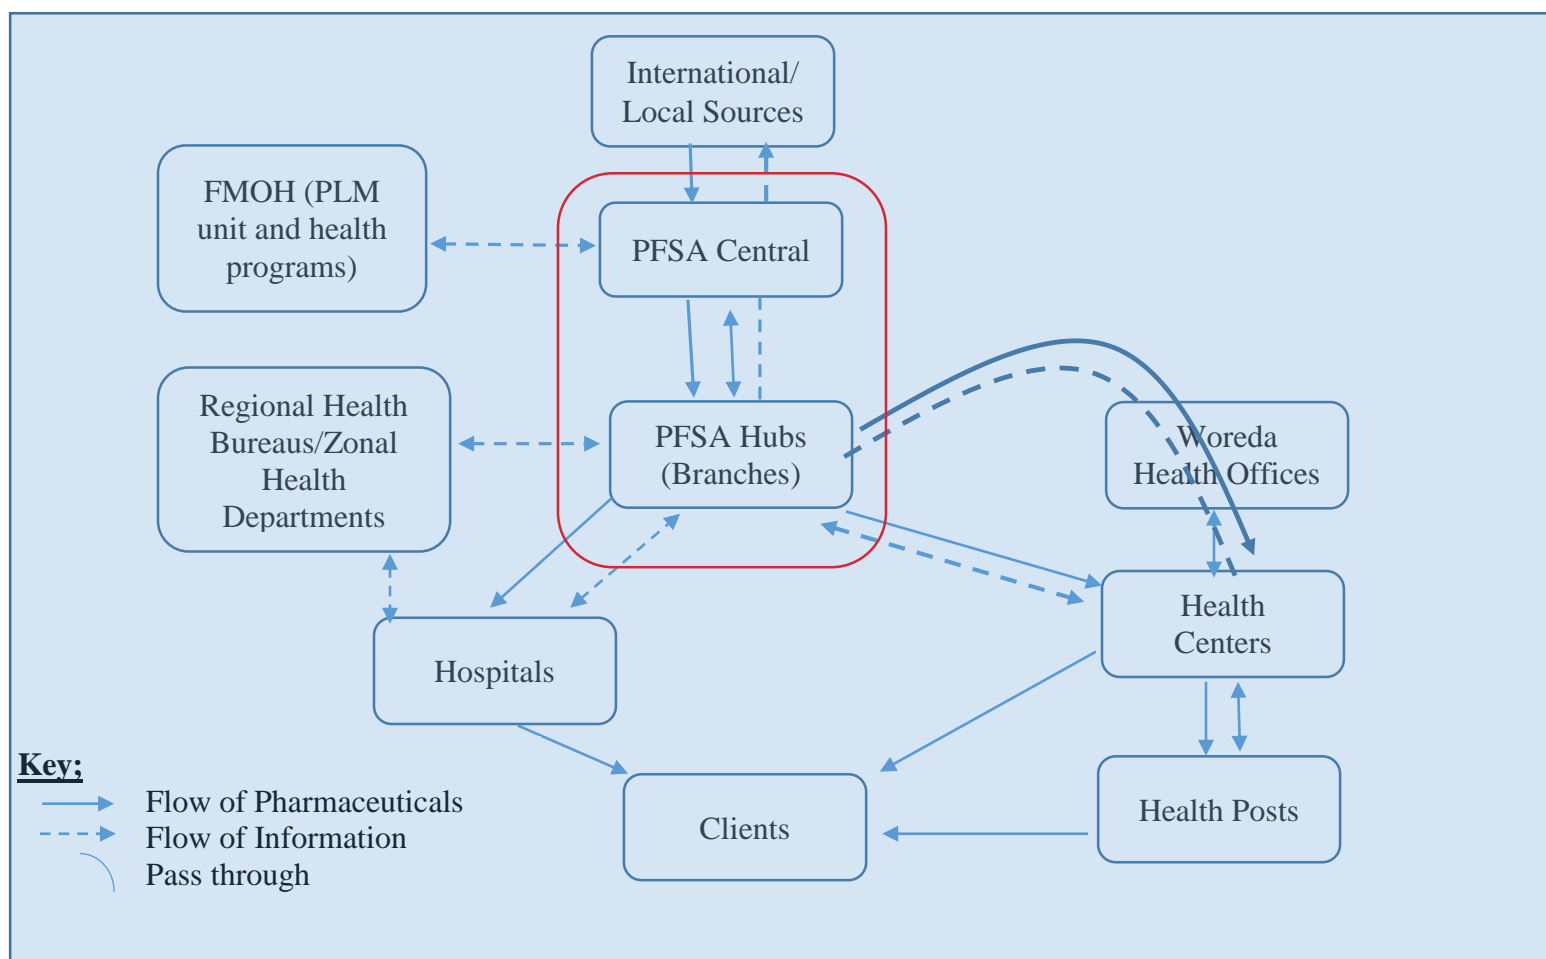 International/
Local Sources
FMOH (PLM
unit and health
programs)
PFSA Central
Regional Health
Bureaus/Zonal
Health
Departments
PFSA Hubs
(Branches)
Woreda
Health Offices
Health
Centers
Hospitals
Key;
Flow of Pharmaceuticals
Flow of Information
Pass through
Clients
Health Posts